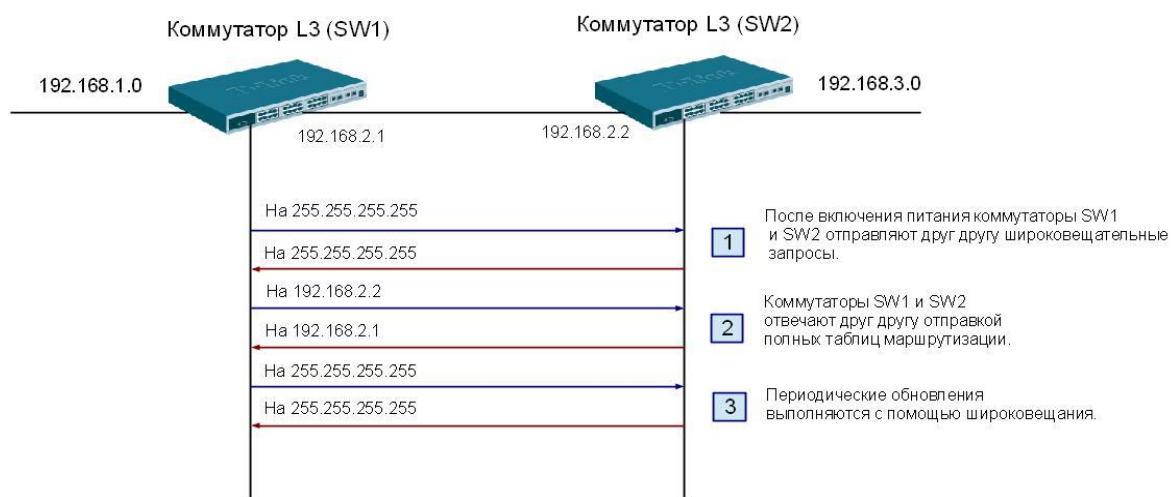 Коммутатор L3 (SW1)
Коммутатор L3 (SW2)
192.168.1.0
192.168.3.0
192.168.2.1
192.168.2.2
На 255.255.255.255
На 255.255.255.255
1
После включения питания коммутаторы SW1
и SW2 отправляют друг другу широковещательные
запросы.
На 192.168.2.2
На 192.168.2.1
2
Коммутаторы SW1 и SW2
отвечают друг другу отправкой
полных таблиц маршрутизации.
На 255.255.255.255
На 255.255.255.255
3
Периодические обновления
выполняются с помощью широковещания.